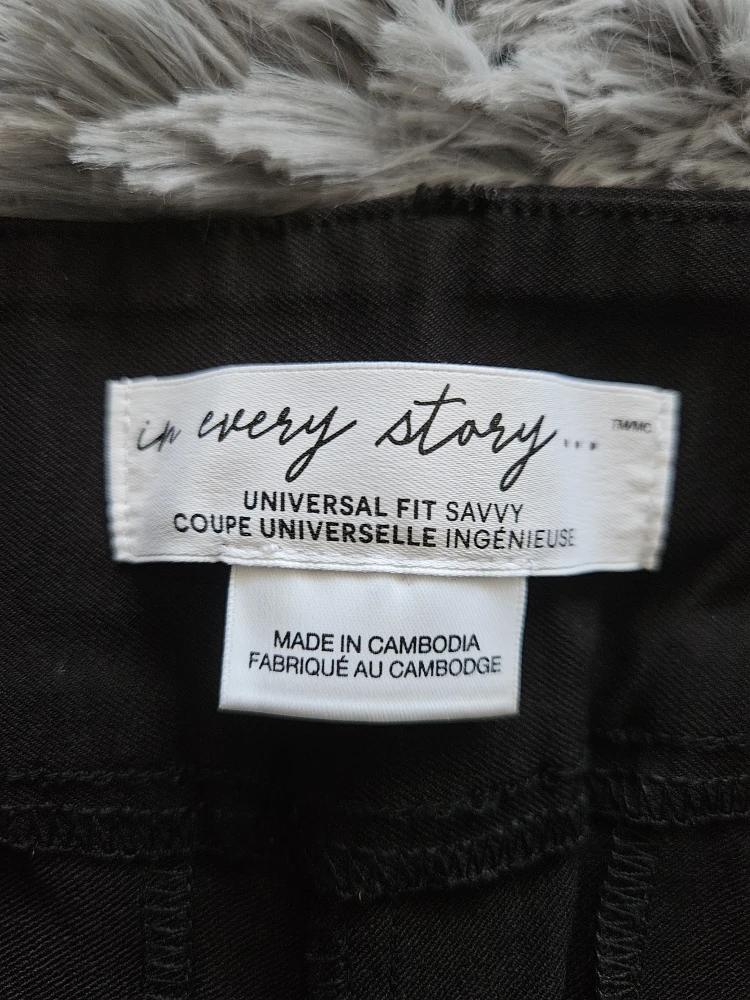 in every story... TM/MC
UNIVERSAL FIT SAVVY
COUPE UNIVERSELLE INGÉNIEUSE
MADE IN CAMBODIA
FABRIQUÉ AU CAMBODGE